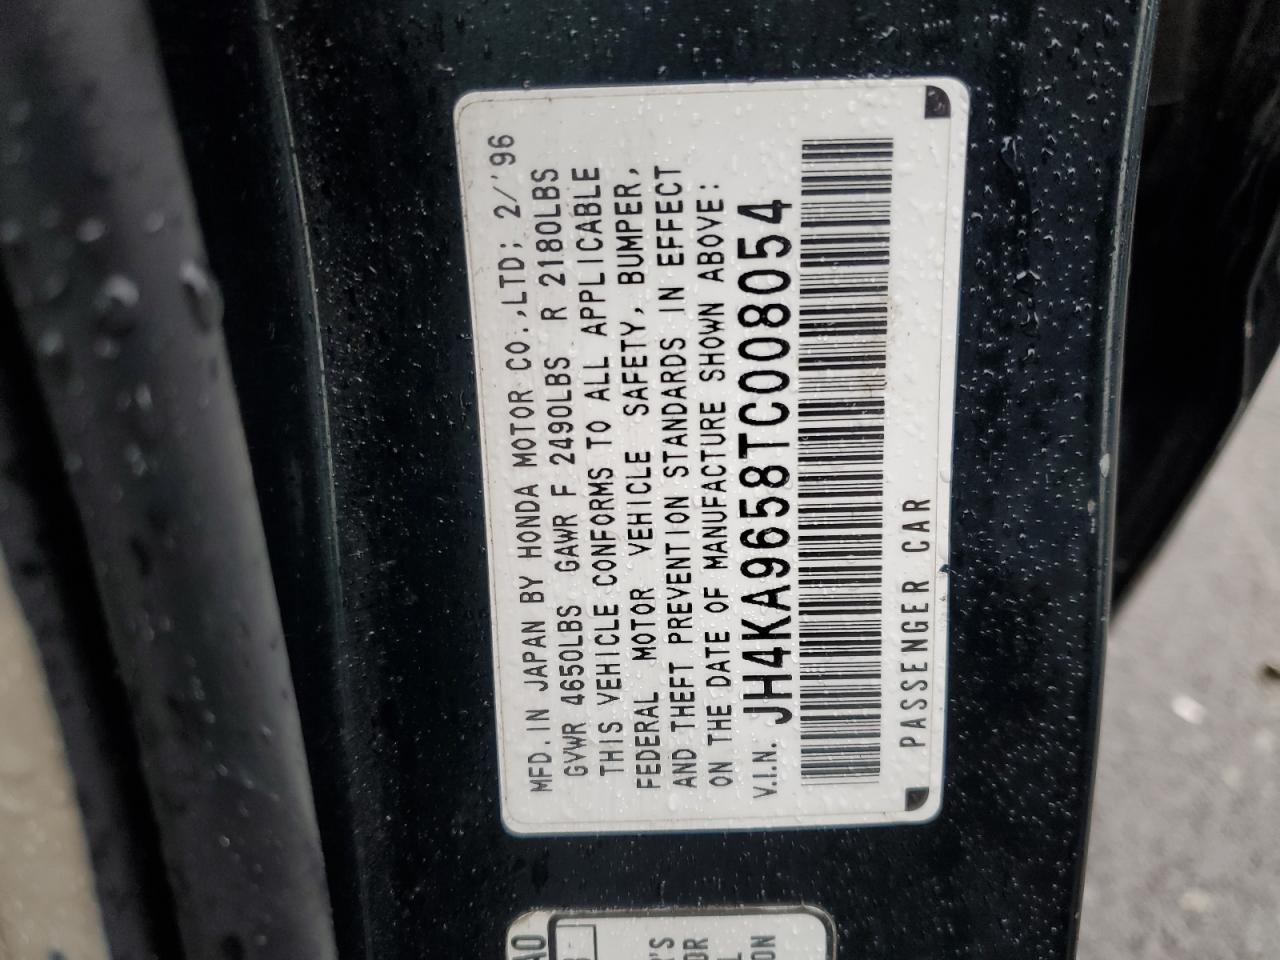 MFD. IN JAPAN BY HONDA MOTOR CO.,LTD; 2/'96
GVWR 4650LBS GAWR F 2490LBS R 2180LBS
THIS VEHICLE CONFORMS TO ALL APPLICABLE
FEDERAL MOTOR VEHICLE SAFETY, BUMPER,
AND THEFT PREVENTION STANDARDS IN EFFECT
ON THE DATE OF MANUFACTURE SHOWN ABOVE:
V.I.N. JH4KA9658TC008054
PASSENGER CAR